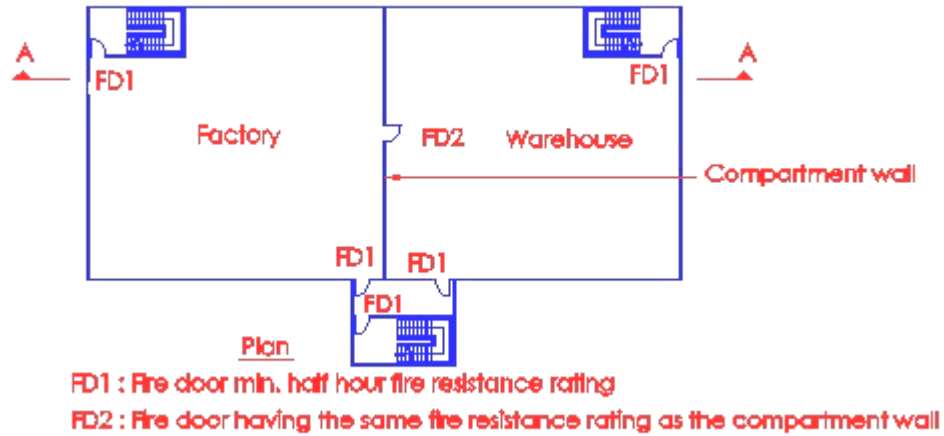 A
A
FD1
FD1
Factory
FD2
Warehouse
Compartment wall
FD1
FD1
FD1
Plan
FD1 : Fire door min. half hour fire resistance rating
FD2 : Fire door having the same fire resistance rating as the compartment wall